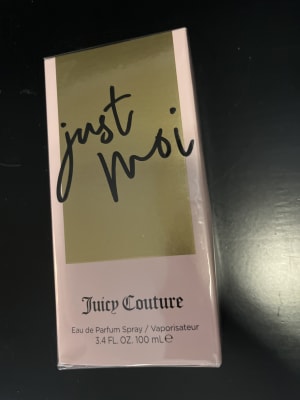 just
moi
Juicy Couture
Eau de Parfum Spray / Vaporisateur
3.4 FL. OZ. 100 mL℮